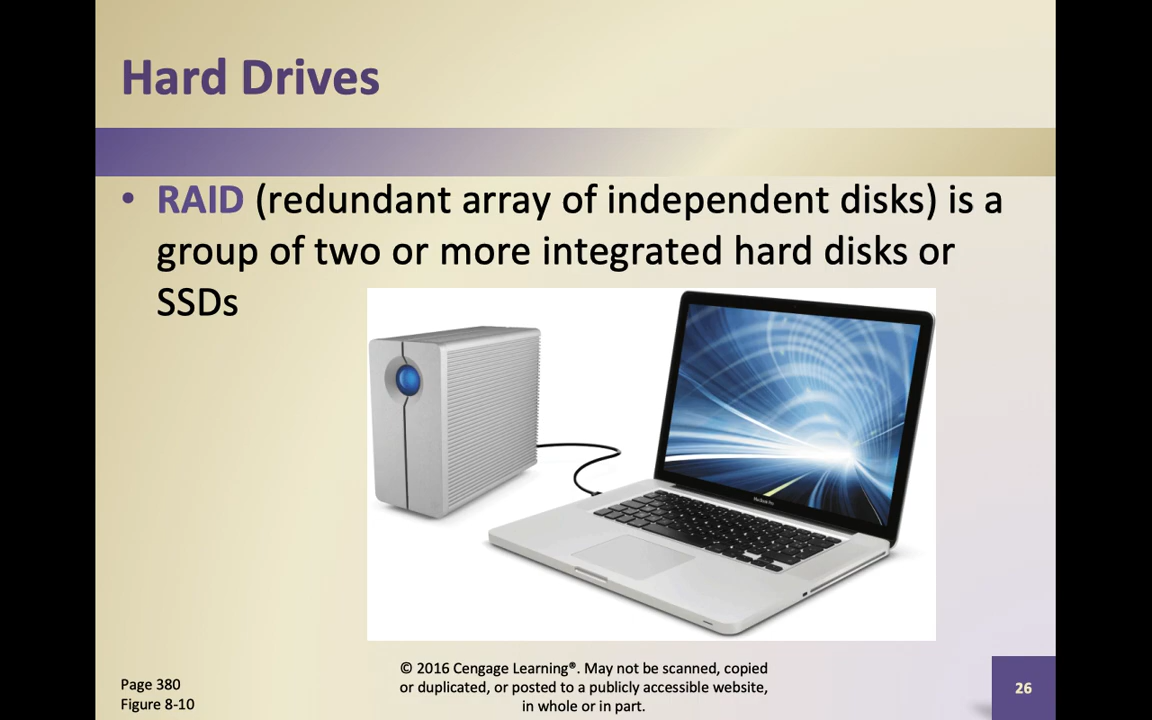 Hard Drives
• RAID (redundant array of independent disks) is a
group of two or more integrated hard disks or
SSDs
MacBook Pro
Page 380
Figure 8-10
© 2016 Cengage Learning®. May not be scanned, copied
or duplicated, or posted to a publicly accessible website,
in whole or in part.
26